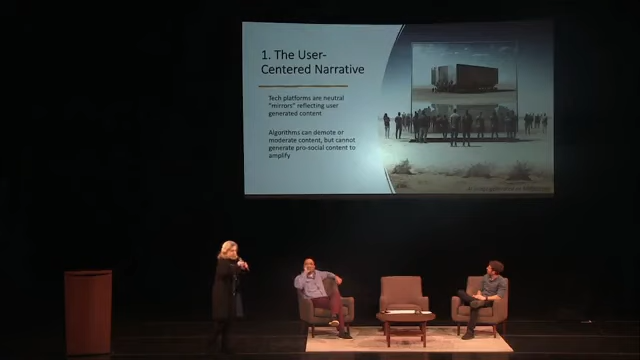 1. The User-
Centered Narrative
Tech platforms are neutral
"mirrors" reflecting user
generated content
Algorithms can demote or
moderate content, but cannot
generate pro-social content to
amplify